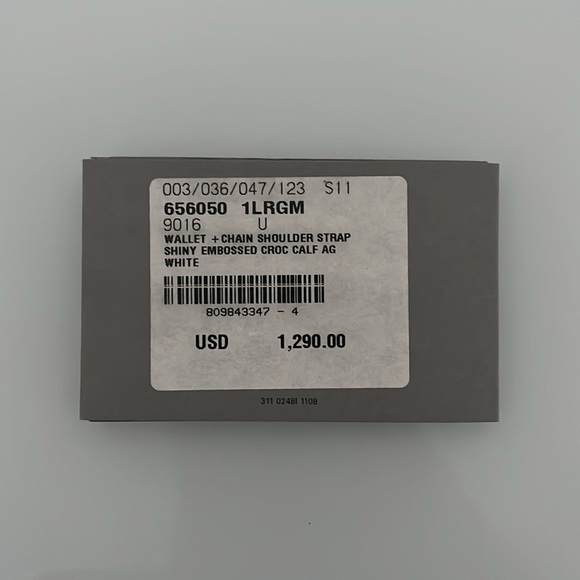 003/036/047/123 S11
656050 1LRGM
9016 U
WALLET +CHAIN SHOULDER STRAP
SHINY EMBOSSED CROC CALF AG
WHITE
809843347 - 4
USD 1,290.00
311 0248I 1108